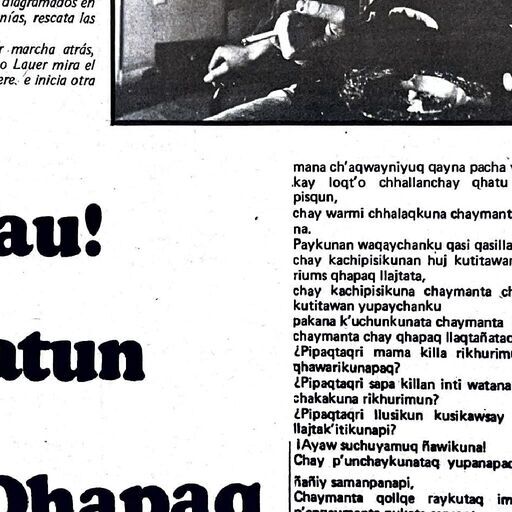 diagramados en
nías, rescata las
r marcha atrás,
o Lauer mira el
ere. e inicia otra
au!
atun
Qhapaq
mana ch'aqwayniyuq qayna pacha
kay loqt'o chhallanchay qhatu
pisqun,
chay warmi chhalaqkuna chaymant
na.
Paykunan waqaychanku qasi qasilla
chay kachipisikunan huj kutitawan
riums qhapaq llajtata,
chay kachipisikuna chaymanta ch
kutitawan yupaychanku
pakana k'uchunkunata chaymanta
chaymanta chay qhapaq llaqtañataq
¿Pipaqtaqri mama killa rikhurimu
qhawarikunapaq?
¿Pipaqtaqri sapa killan inti watana
chakakuna rikhurimun?
¿Pipaqtaqri llusikun kusikawsay
llajtak'itikunapi?
¡Ayaw suchuyamuq ñawikuna!
Chay p'unchaykunataq yupanapaq
ñañiy samanpanapi,
Chaymanta qollqe raykutaq im